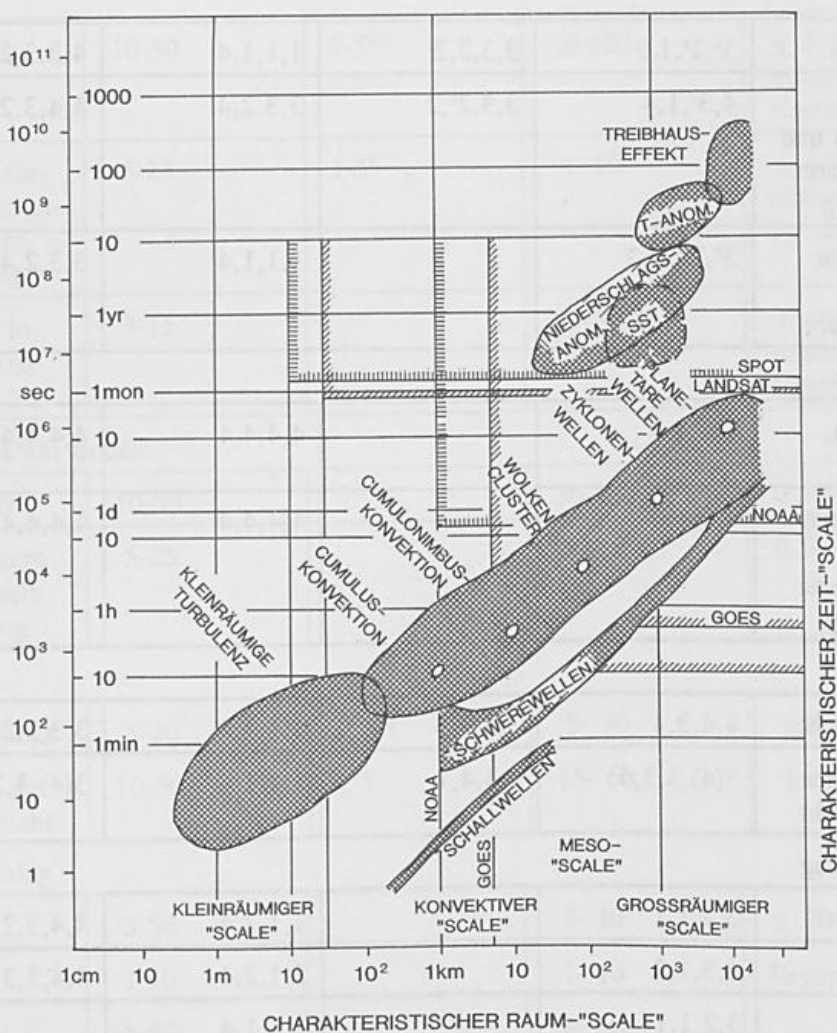 10¹¹
10¹⁰
10⁹
10⁸
10⁷
sec
10⁶
10⁵
10⁴
10³
10²
10
1
1000
100
10
1yr
1mon
10
1d
10
1h
10
1min
TREIBHAUS-
EFFEKT
T-ANOM.
NIEDERSCHLAGS-
ANOM.
SST
SPOT
LANDSAT
PLANE-
TARE
WELLEN
ZYKLONEN-
WELLEN
WOLKEN
CLUSTER
CUMULONIMBUS-
KONVEKTION
CUMULUS-
KONVEKTION
KLEINRÄUMIGE
TURBULENZ
NOAA
GOES
SCHWEREWELLEN
SCHALLWELLEN
NOAA
GOES
MESO-
"SCALE"
KLEINRÄUMIGER
"SCALE"
KONVEKTIVER
"SCALE"
GROSSRÄUMIGER
"SCALE"
1cm 10 1m 10 10² 1km 10 10² 10³ 10⁴
CHARAKTERISTISCHER RAUM-"SCALE"
CHARAKTERISTISCHER ZEIT-"SCALE"